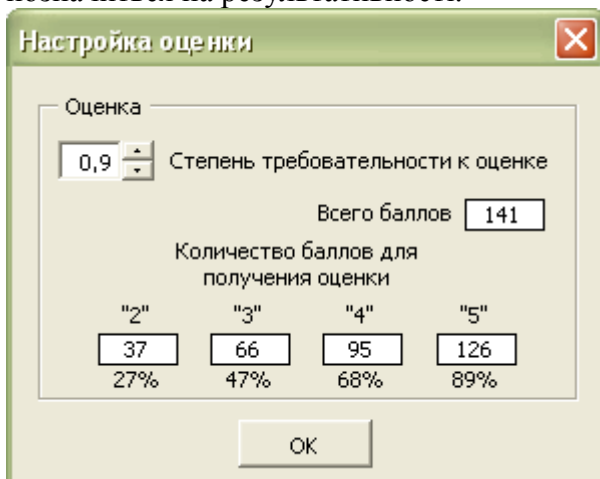 Настройка оценки
Оценка
0,9 Степень требовательности к оценке
Всего баллов 141
Количество баллов для
получения оценки
"2" "3" "4" "5"
37 66 95 126
27% 47% 68% 89%
ОК